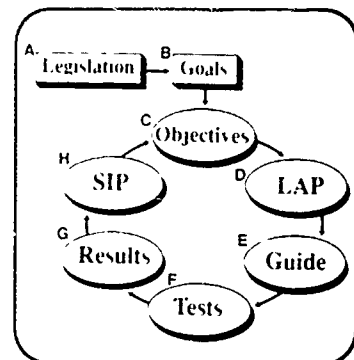 A. Legislation
B Goals
C Objectives
D LAP
E Guide
F Tests
G Results
H SIP